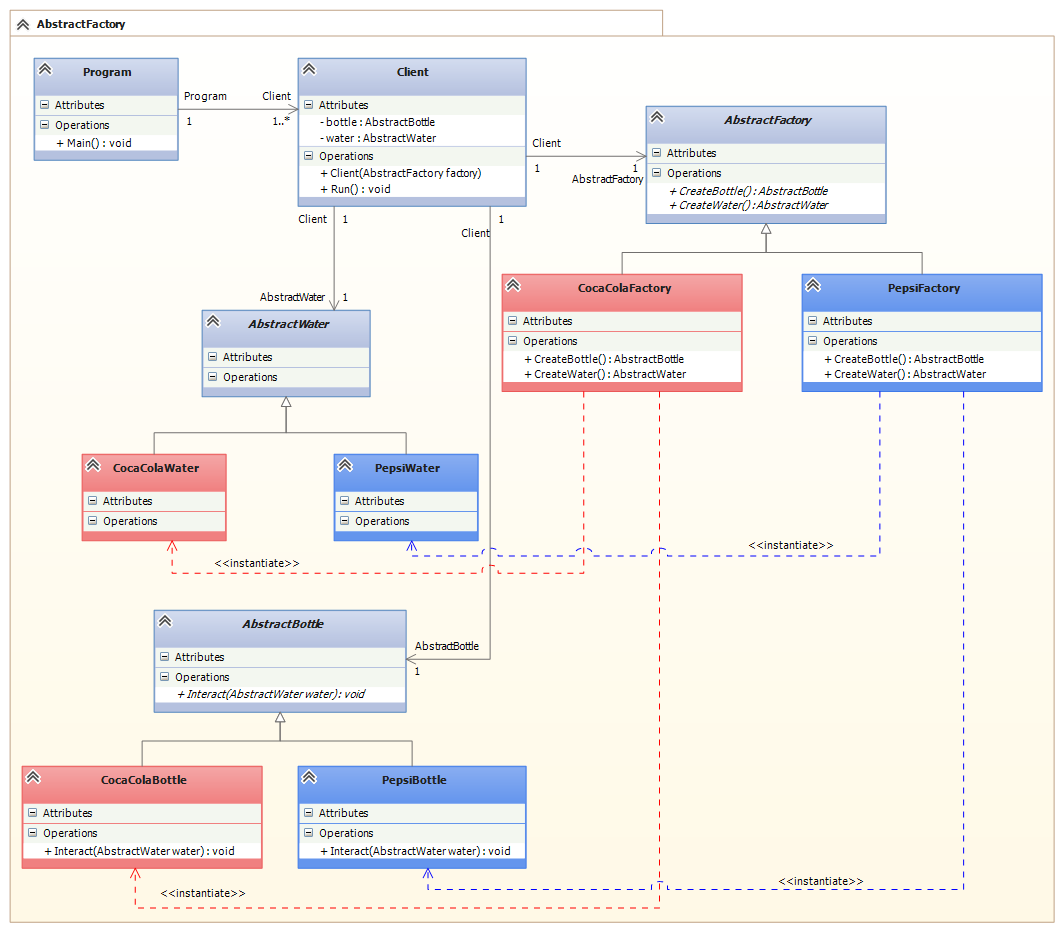 AbstractFactory
Program
Attributes
Operations
+ Main() : void
Program
Client
1
1..*
Client
Attributes
- bottle : AbstractBottle
- water : AbstractWater
Operations
+ Client(AbstractFactory factory)
+ Run() : void
Client
1
1
AbstractFactory
AbstractFactory
Attributes
Operations
+ CreateBottle() : AbstractBottle
+ CreateWater() : AbstractWater
Client
1
1
Client
AbstractWater
1
AbstractWater
Attributes
Operations
CocaColaFactory
Attributes
Operations
+ CreateBottle() : AbstractBottle
+ CreateWater() : AbstractWater
PepsiFactory
Attributes
Operations
+ CreateBottle() : AbstractBottle
+ CreateWater() : AbstractWater
CocaColaWater
Attributes
Operations
PepsiWater
Attributes
Operations
<<instantiate>>
<<instantiate>>
AbstractBottle
Attributes
Operations
+ Interact(AbstractWater water) : void
AbstractBottle
1
CocaColaBottle
Attributes
Operations
+ Interact(AbstractWater water) : void
PepsiBottle
Attributes
Operations
+ Interact(AbstractWater water) : void
<<instantiate>>
<<instantiate>>